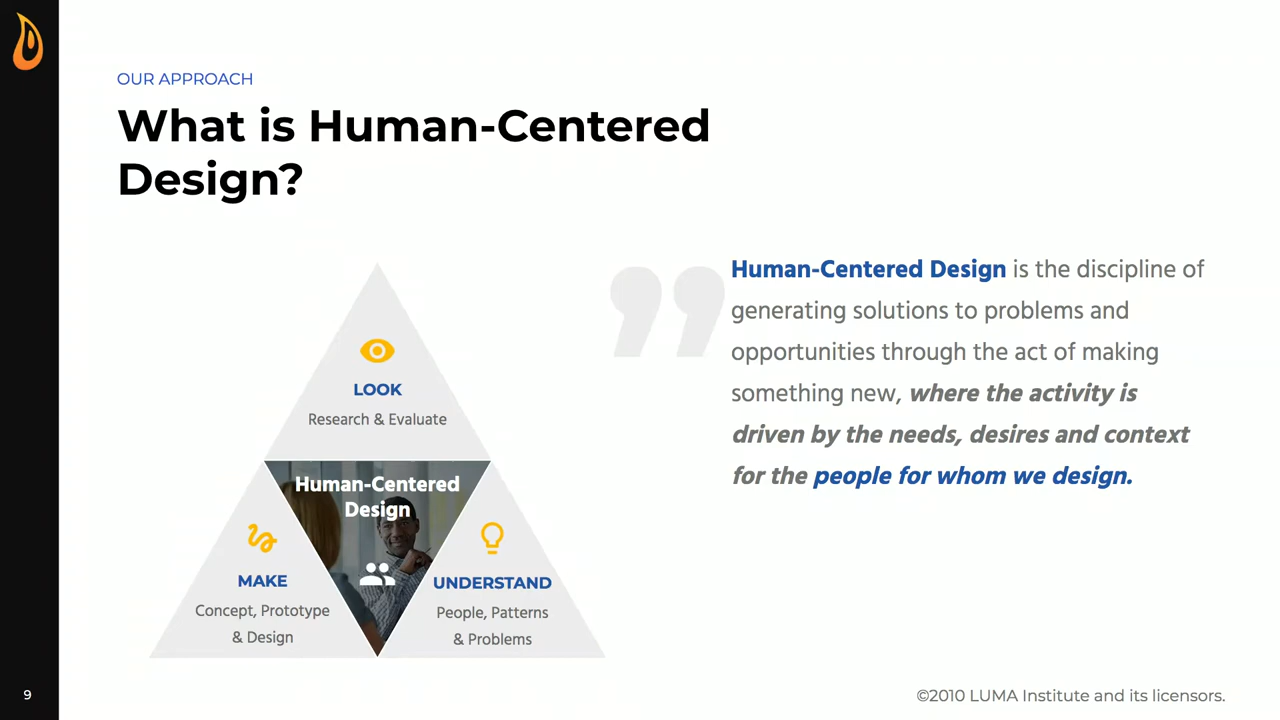 OUR APPROACH
What is Human-Centered
Design?
LOOK
Research & Evaluate
Human-Centered
Design
MAKE
Concept, Prototype
& Design
UNDERSTAND
People, Patterns
& Problems
”
Human-Centered Design is the discipline of
generating solutions to problems and
opportunities through the act of making
something new, where the activity is
driven by the needs, desires and context
for the people for whom we design.
9
©2010 LUMA Institute and its licensors.